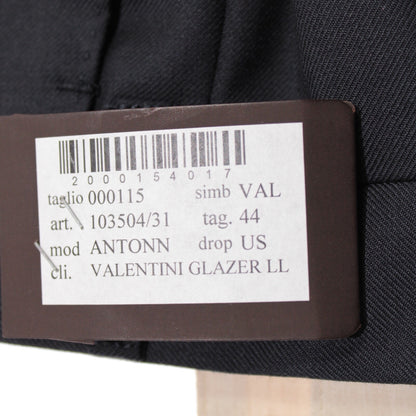 2000154017
taglio 000115 simb VAL
art. 103504/31 tag. 44
mod ANTONN drop US
cli. VALENTINI GLAZER LL